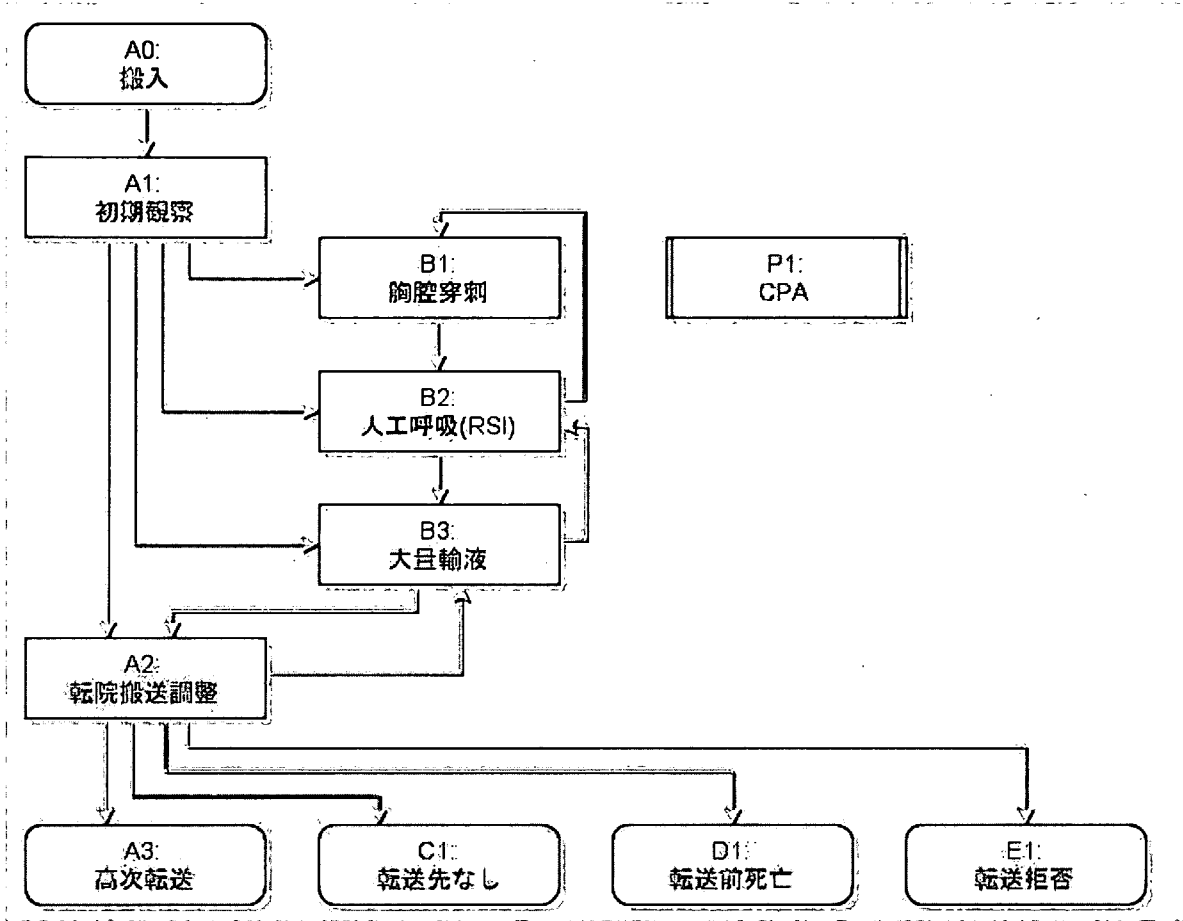 A0:
搬入
A1:
初期観察
B1:
胸腔穿刺
P1:
CPA
B2:
人工呼吸(RSI)
B3:
大量輸液
A2:
転院搬送調整
A3:
高次転送
C1:
転送先なし
D1:
転送前死亡
E1:
転送拒否